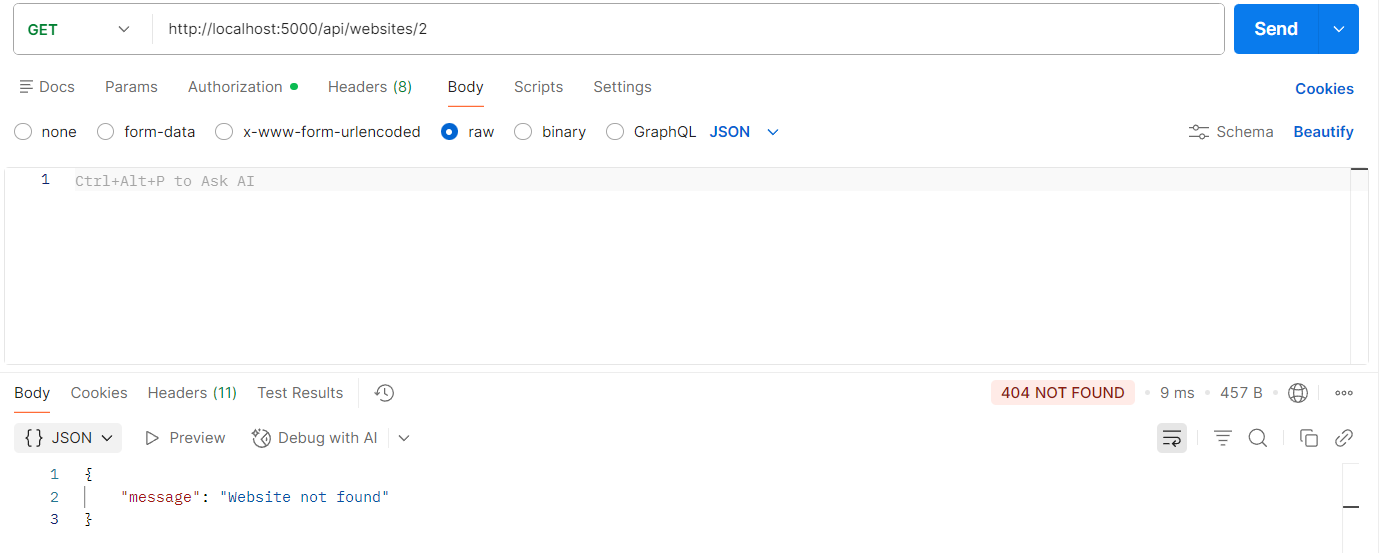 GET http://localhost:5000/api/websites/2 Send
Docs Params Authorization Headers (8) Body Scripts Settings Cookies
none form-data x-www-form-urlencoded raw binary GraphQL JSON Schema Beautify
1 Ctrl+Alt+P to Ask AI
Body Cookies Headers (11) Test Results 404 NOT FOUND 9 ms 457 B
{} JSON Preview Debug with AI
1 {
2 "message": "Website not found"
3 }